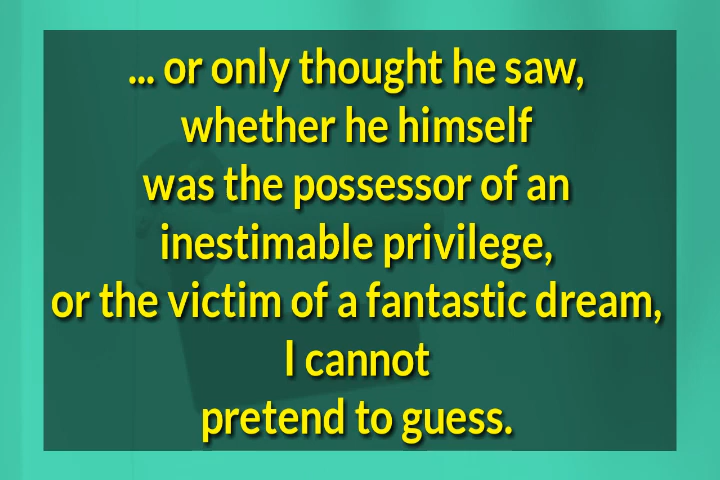 ... or only thought he saw,
whether he himself
was the possessor of an
inestimable privilege,
or the victim of a fantastic dream,
I cannot
pretend to guess.